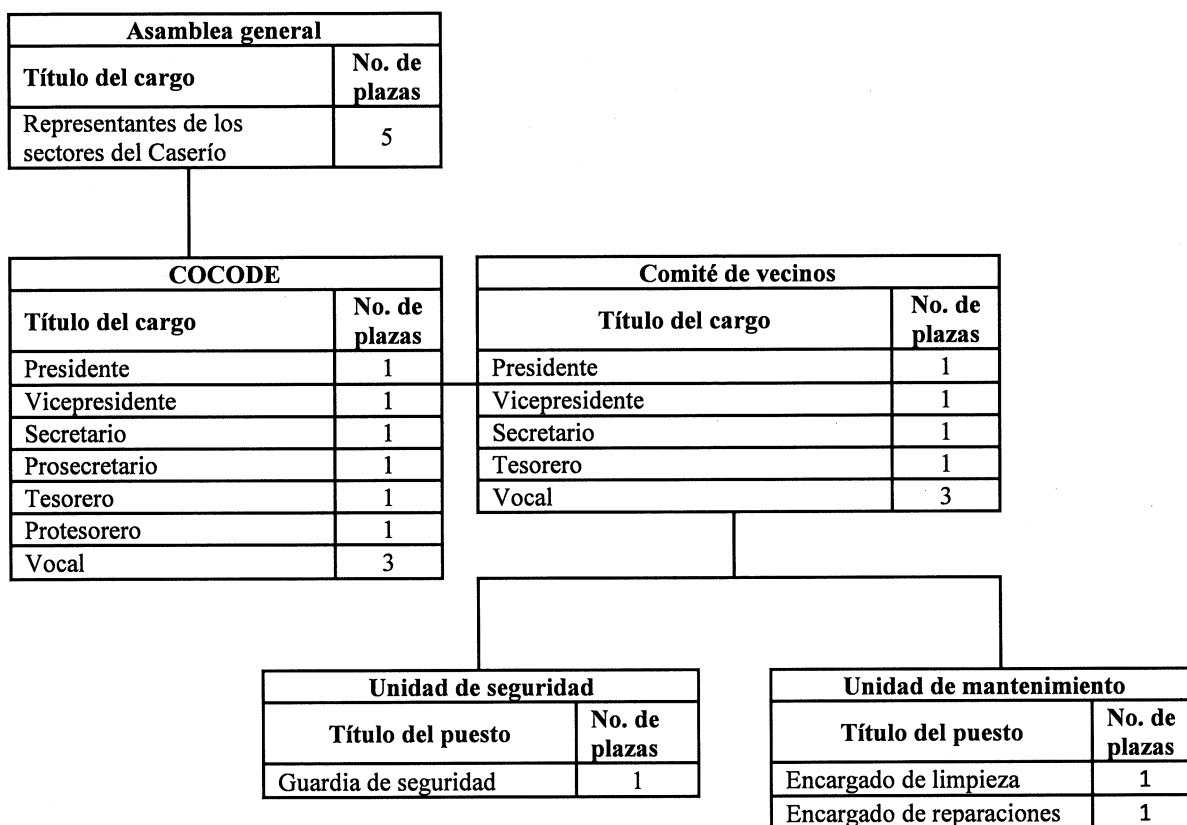 Asamblea general
Título del cargo
No. de
plazas
Representantes de los
sectores del Caserío
5
COCODE
Título del cargo
No. de
plazas
Presidente 1
Vicepresidente 1
Secretario 1
Prosecretario 1
Tesorero 1
Protesorero 1
Vocal 3
Comité de vecinos
Título del cargo
No. de
plazas
Presidente 1
Vicepresidente 1
Secretario 1
Tesorero 1
Vocal 3
Unidad de seguridad
Título del puesto
No. de
plazas
Guardia de seguridad 1
Unidad de mantenimiento
Título del puesto
No. de
plazas
Encargado de limpieza 1
Encargado de reparaciones 1